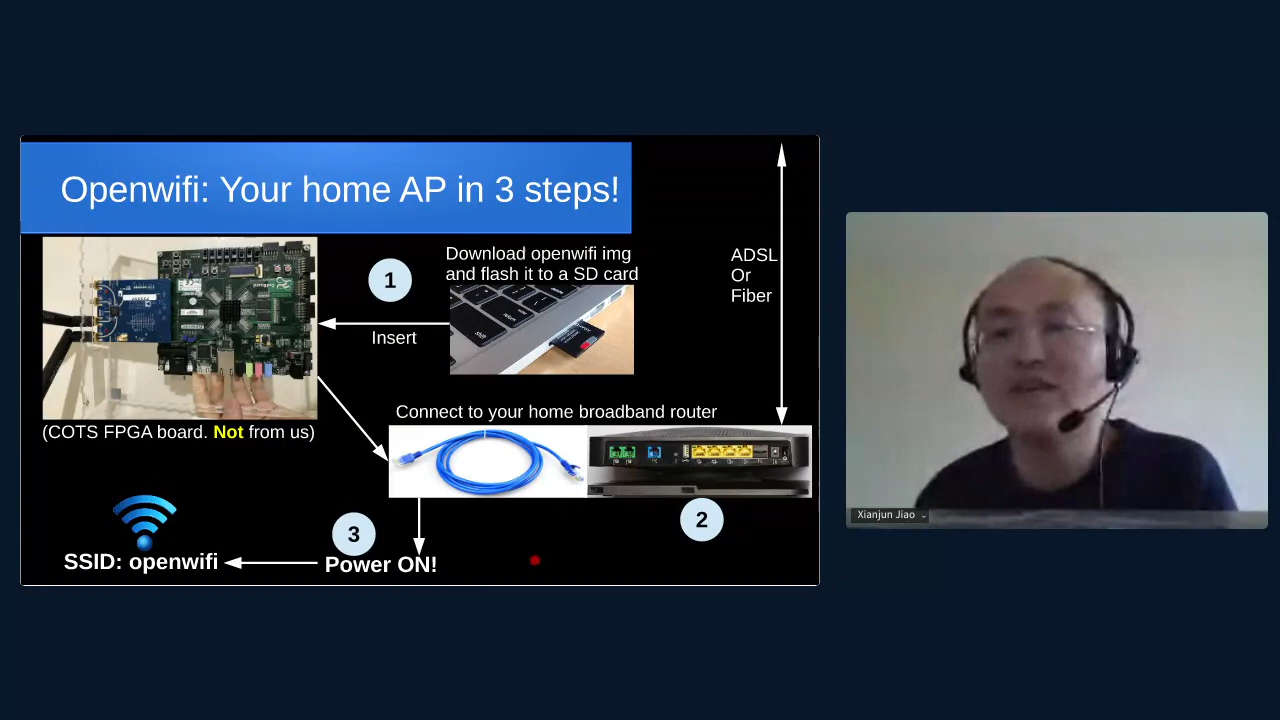 Openwifi: Your home AP in 3 steps!
1
Download openwifi img
and flash it to a SD card
ADSL
Or
Fiber
Insert
Connect to your home broadband router
(COTS FPGA board. Not from us)
2
3
SSID: openwifi
Power ON!
Xianjun Jiao